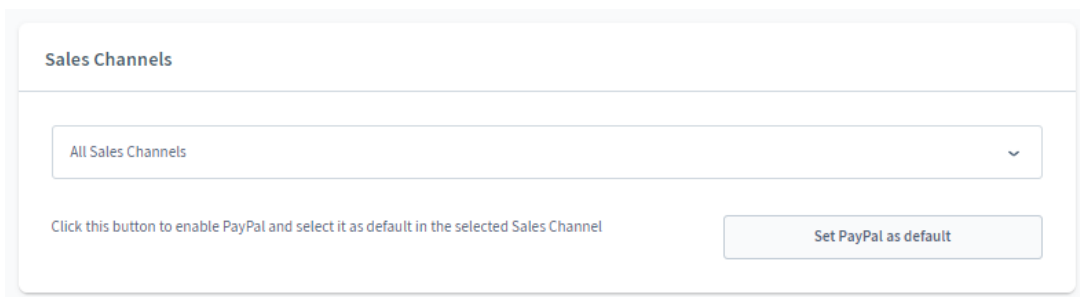 Sales Channels
All Sales Channels
Click this button to enable PayPal and select it as default in the selected Sales Channel
Set PayPal as default